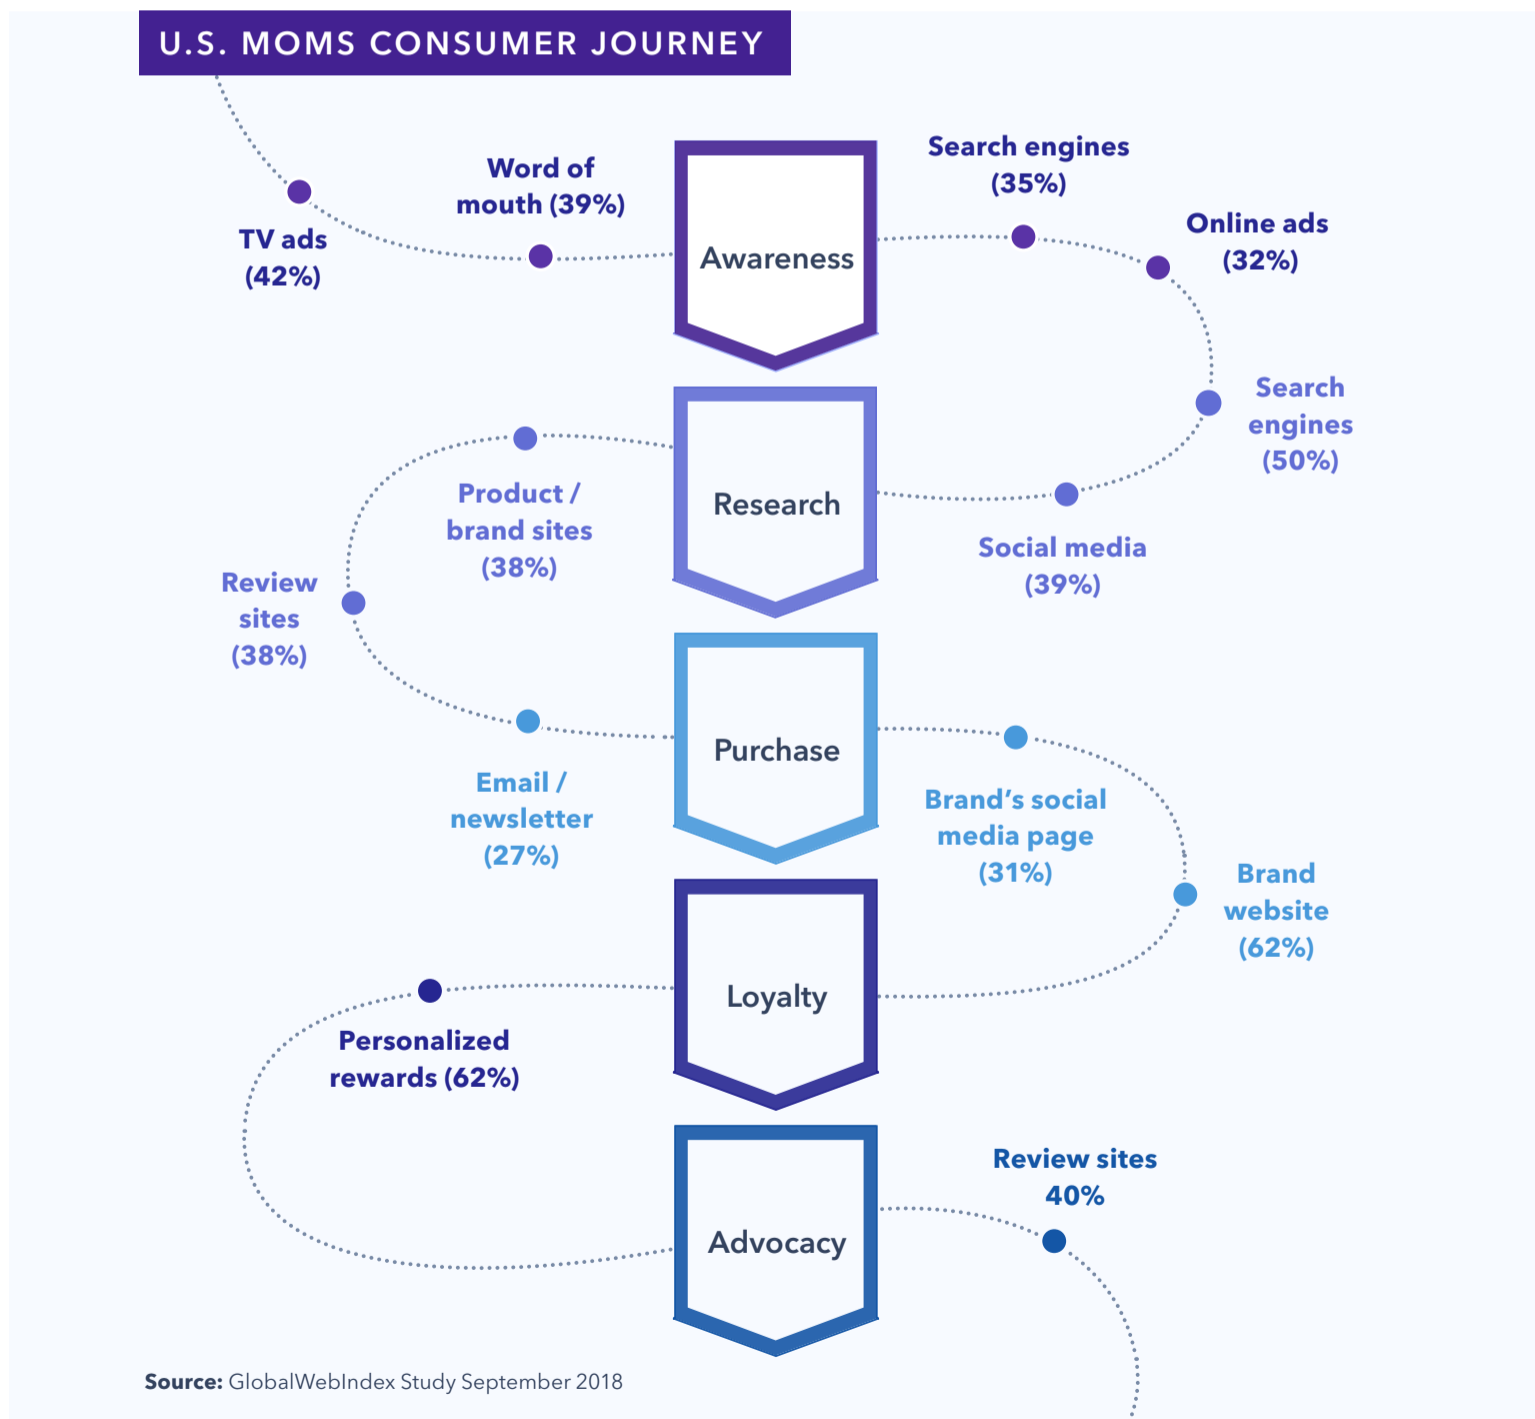 U.S. MOMS CONSUMER JOURNEY
TV ads
(42%)
Word of
mouth (39%)
Awareness
Search engines
(35%)
Online ads
(32%)
Search
engines
(50%)
Social media
(39%)
Research
Product /
brand sites
(38%)
Review
sites
(38%)
Email /
newsletter
(27%)
Purchase
Brand’s social
media page
(31%)
Brand
website
(62%)
Loyalty
Personalized
rewards (62%)
Advocacy
Review sites
40%
Source: GlobalWebIndex Study September 2018